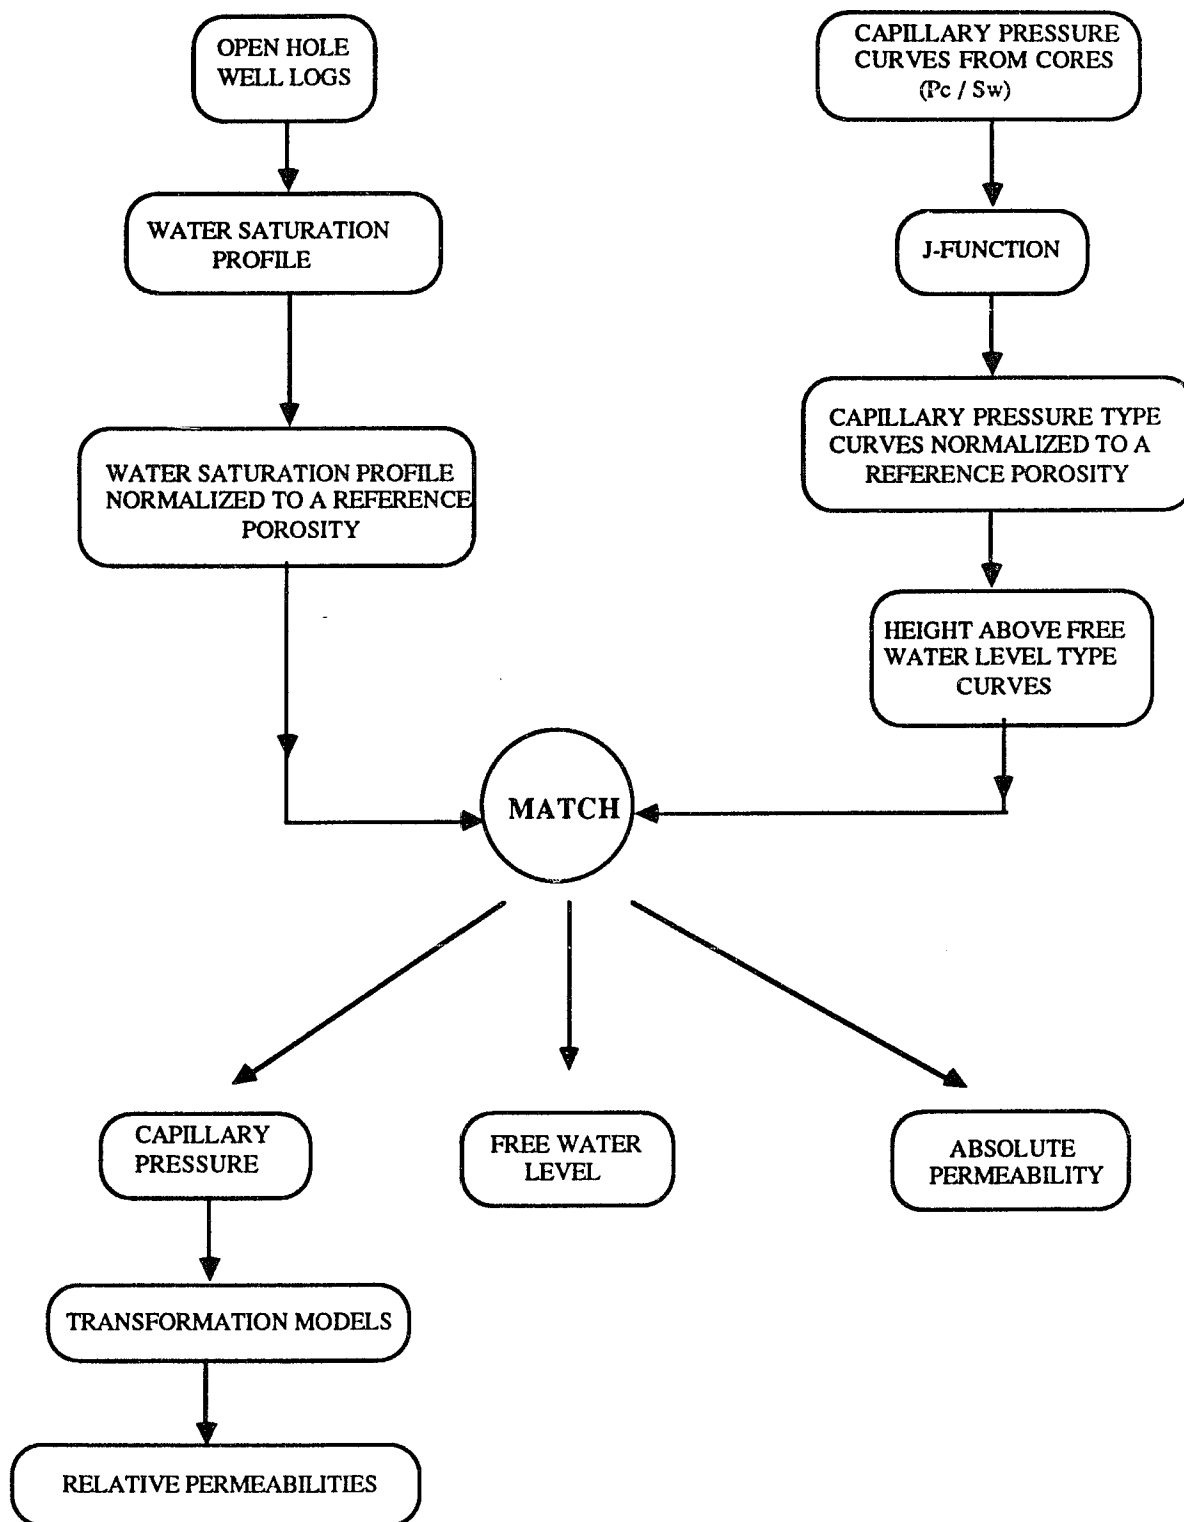 OPEN HOLE
WELL LOGS
CAPILLARY PRESSURE
CURVES FROM CORES
(Pc / Sw)
WATER SATURATION
PROFILE
J-FUNCTION
WATER SATURATION PROFILE
NORMALIZED TO A REFERENCE
POROSITY
CAPILLARY PRESSURE TYPE
CURVES NORMALIZED TO A
REFERENCE POROSITY
HEIGHT ABOVE FREE
WATER LEVEL TYPE
CURVES
MATCH
CAPILLARY
PRESSURE
FREE WATER
LEVEL
ABSOLUTE
PERMEABILITY
TRANSFORMATION MODELS
RELATIVE PERMEABILITIES